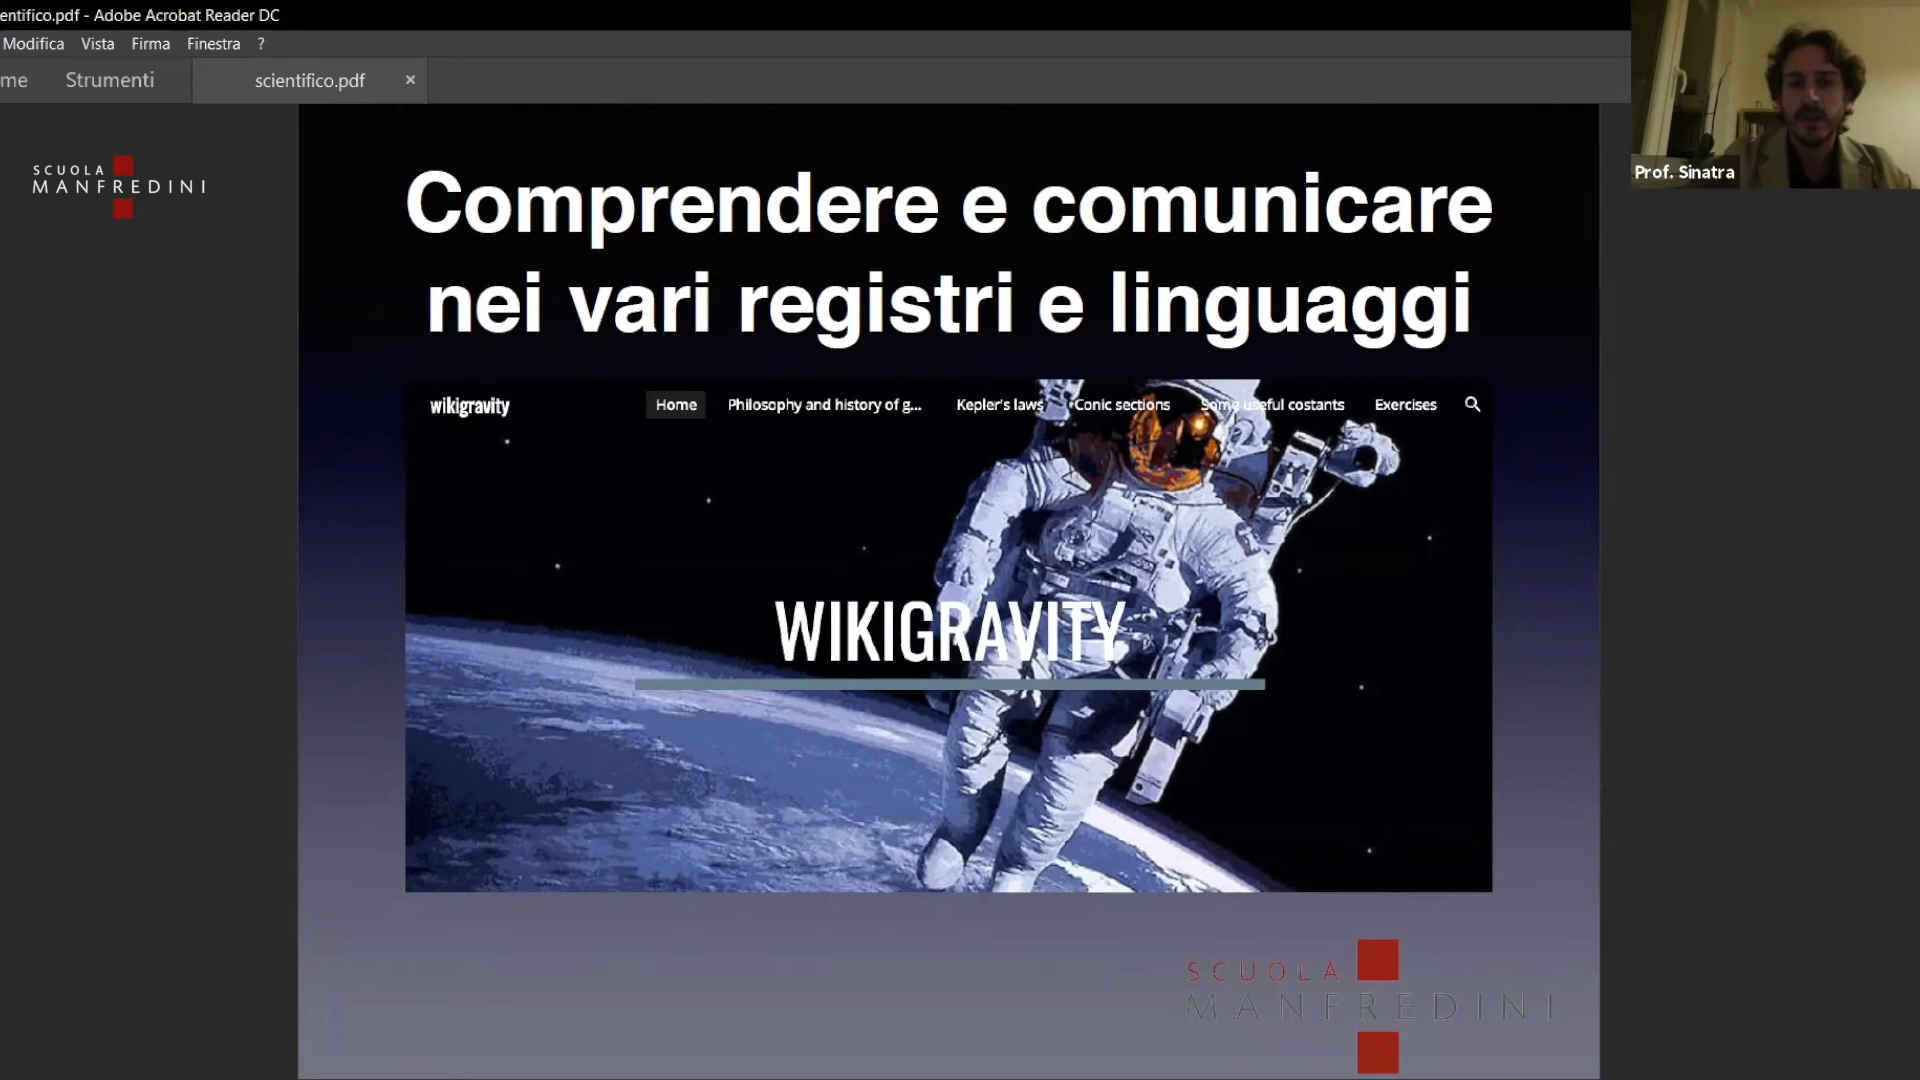 entifico.pdf - Adobe Acrobat Reader DC
Modifica Vista Firma Finestra ?
me Strumenti scientifico.pdf ×
SCUOLA
MANFREDINI
Prof. Sinatra
Comprendere e comunicare
nei vari registri e linguaggi
wikigravity Home Philosophy and history of g... Kepler's laws Conic sections Some useful costants Exercises
WIKIGRAVITY
SCUOLA
MANFREDINI